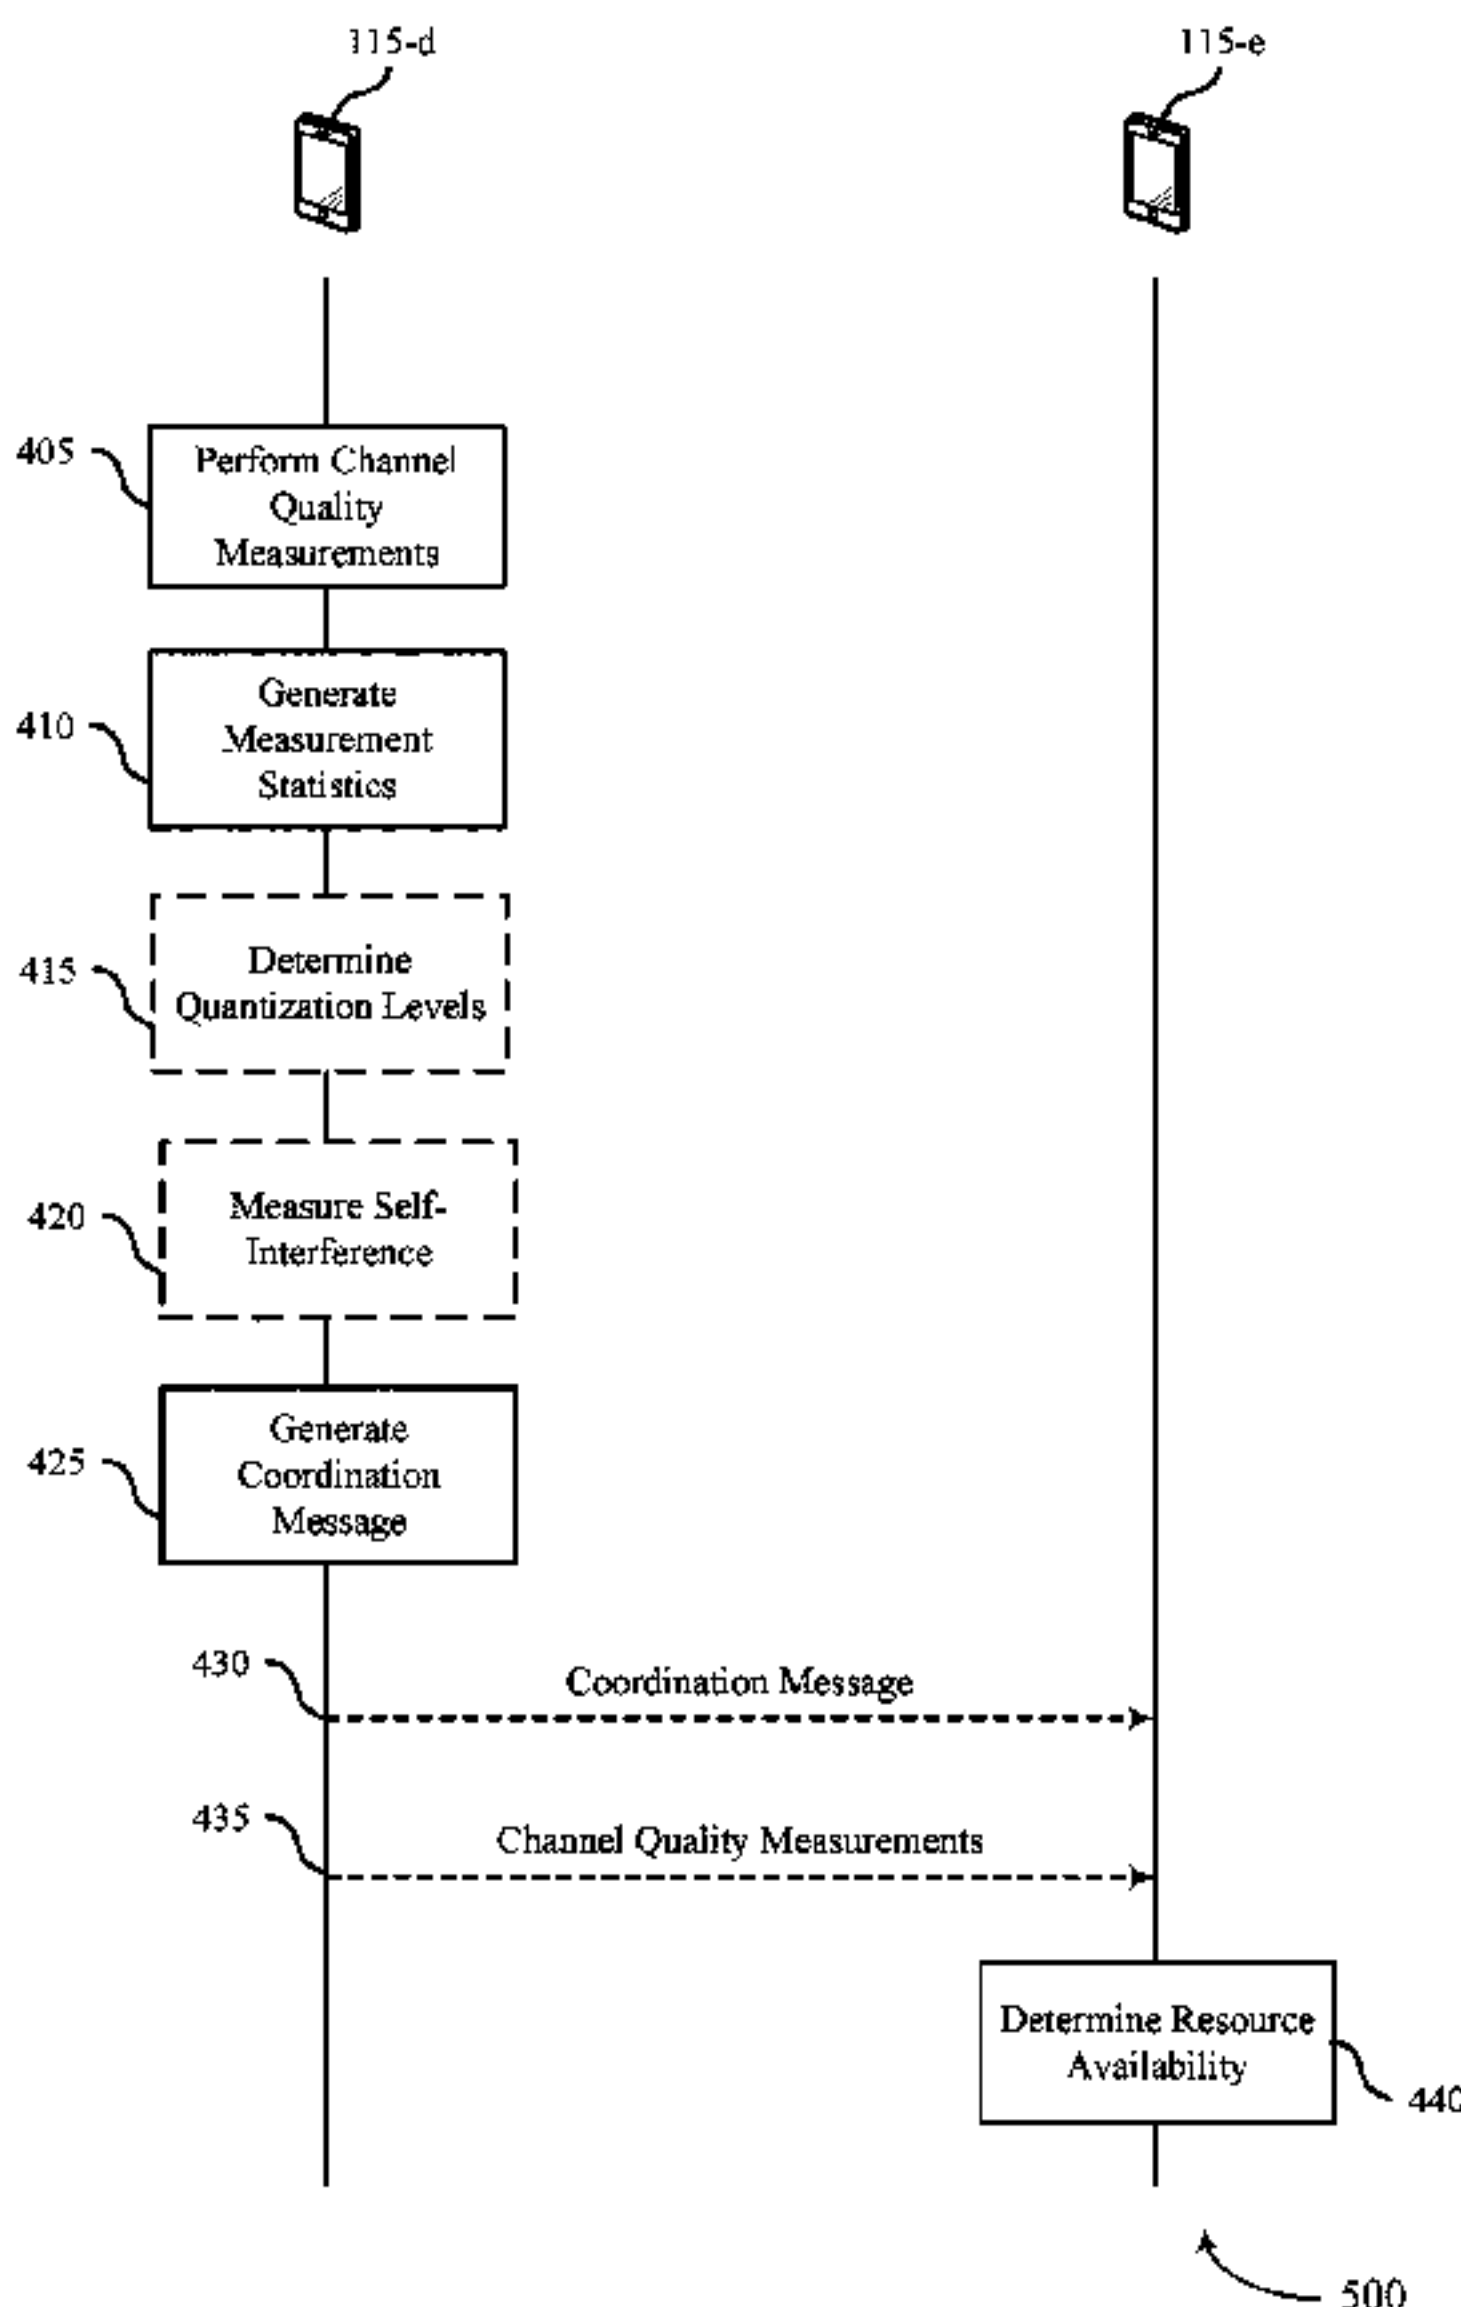 115-d
115-e
405
Perform Channel
Quality
Measurements
410
Generate
Measurement
Statistics
415
Determine
Quantization Levels
420
Measure Self-
Interference
425
Generate
Coordination
Message
430
Coordination Message
435
Channel Quality Measurements
Determine Resource
Availability
440
500